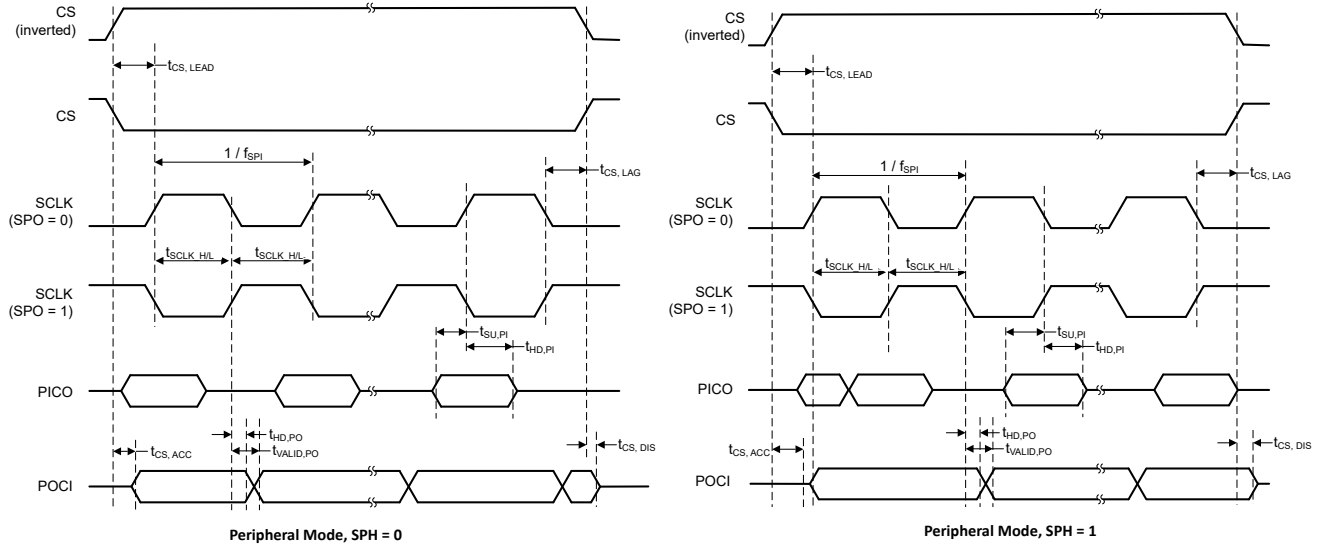 CS
(inverted)
tCS, LEAD
CS
1 / fSPI
tCS, LAG
SCLK
(SPO = 0)
tSCLK_H/L
tSCLK_H/L
SCLK
(SPO = 1)
tSU,PI
tHD,PI
PICO
tHD,PO
tVALID,PO
tCS, ACC
tCS, DIS
POCI
Peripheral Mode, SPH = 0
CS
(inverted)
tCS, LEAD
CS
1 / fSPI
tCS, LAG
SCLK
(SPO = 0)
tSCLK_H/L
tSCLK_H/L
SCLK
(SPO = 1)
tSU,PI
tHD,PI
PICO
tHD,PO
tVALID,PO
tCS, ACC
tCS, DIS
POCI
Peripheral Mode, SPH = 1